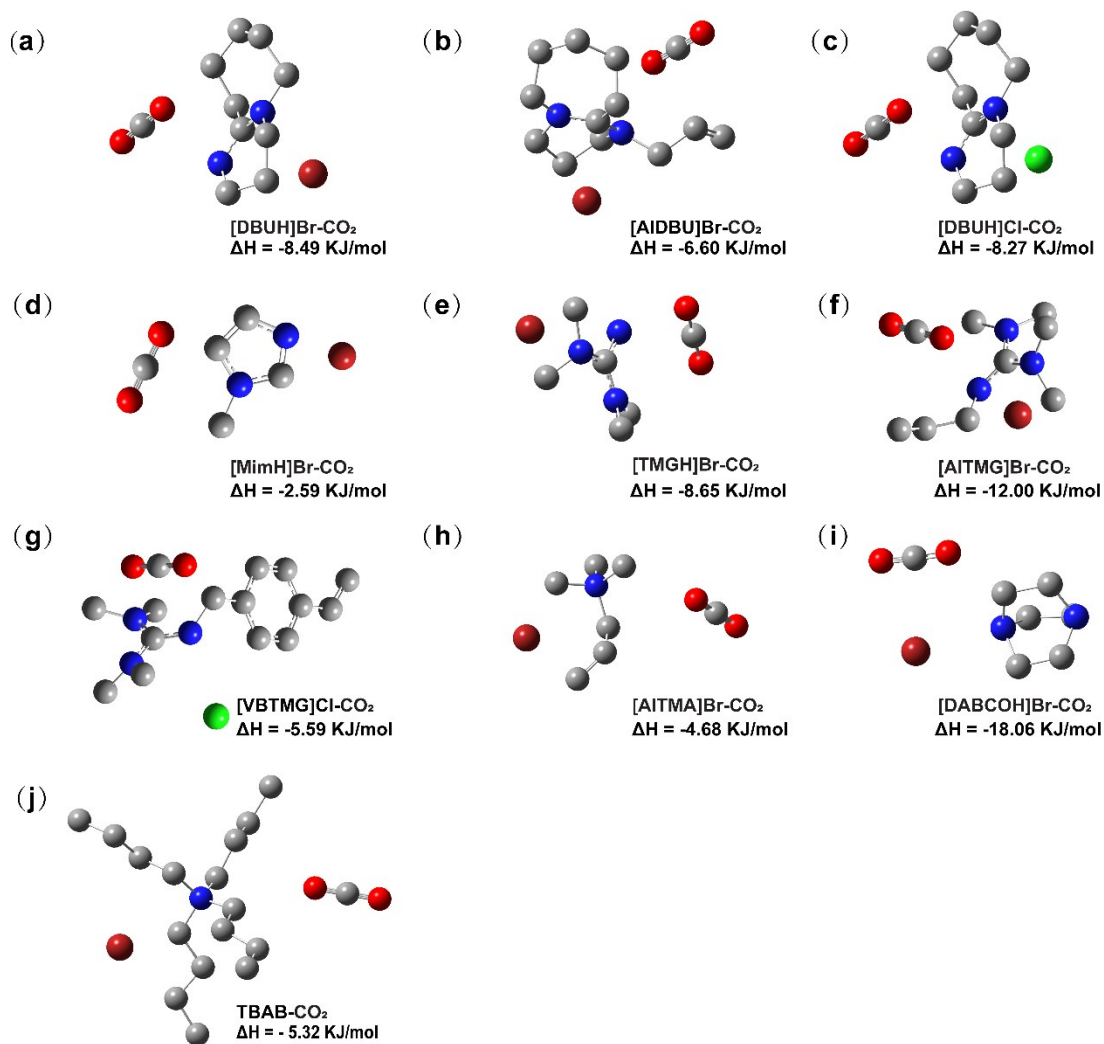 (a)
(b)
(c)
[DBUH]Br-CO₂
ΔH = -8.49 KJ/mol
[AlDBU]Br-CO₂
ΔH = -6.60 KJ/mol
[DBUH]Cl-CO₂
ΔH = -8.27 KJ/mol
(d)
(e)
(f)
[MimH]Br-CO₂
ΔH = -2.59 KJ/mol
[TMGH]Br-CO₂
ΔH = -8.65 KJ/mol
[AlTMG]Br-CO₂
ΔH = -12.00 KJ/mol
(g)
(h)
(i)
[VBTMG]Cl-CO₂
ΔH = -5.59 KJ/mol
[AlTMA]Br-CO₂
ΔH = -4.68 KJ/mol
[DABCOH]Br-CO₂
ΔH = -18.06 KJ/mol
(j)
TBAB-CO₂
ΔH = - 5.32 KJ/mol